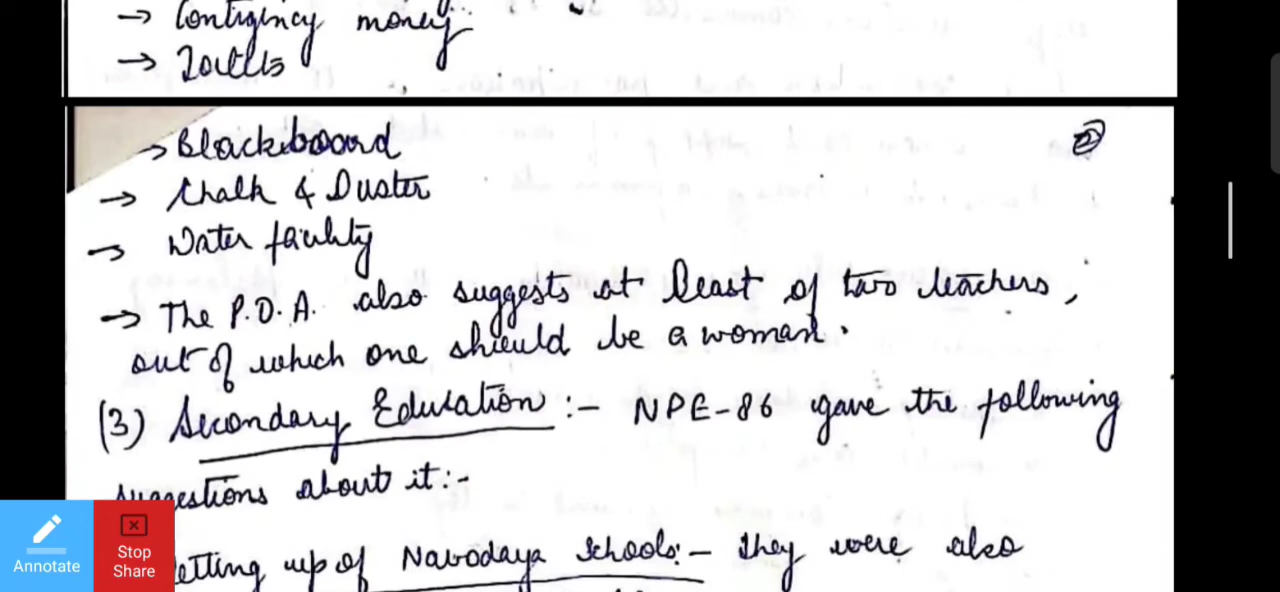 → Contigency money
→ Toilets
→ Blackboard
→ Chalk & Duster
→ Water facility
→ The P.O.A. also suggests at least of two teachers,
out of which one should be a woman.
(3) Secondary Education :- NPE-86 gave the following
suggestions about it :-
Setting up of Navodaya Schools :- They were also
Annotate
Stop
Share